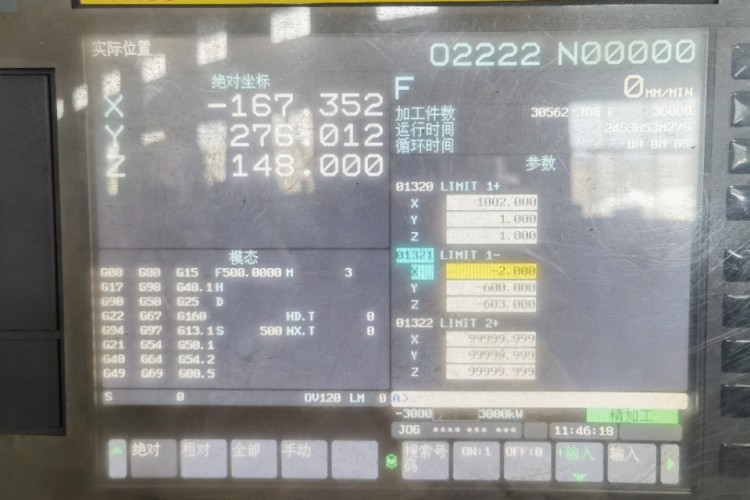 实际位置
O2222 N00000
绝对坐标
X -167.352
Y 276.012
Z 148.000
F 0 MM/MIN
加工件数 30562
运行时间
循环时间
参数
01320 LIMIT 1+
X 1002.000
Y 1.000
Z 1.000
01321 LIMIT 1-
X -2.000
Y -600.000
Z -603.000
01322 LIMIT 2+
X 99999.999
Y 99999.999
Z 99999.999
模态
G00 G80 G15 F500.0000 M 3
G17 G98 G40.1 H
G90 G50 G25 D
G22 G67 G160 HD.T 0
G94 G97 G13.1 S 500 NX.T 0
G21 G54 G50.1
G40 G64 G54.2
G49 G69 G80.5
S 0 OV120 LM 0
A>
-3000 3000kW 精加工
JOG **** *** *** 11:46:18
绝对 相对 全部 手动
搜索号码 ON:1 OFF:0 +输入 输入